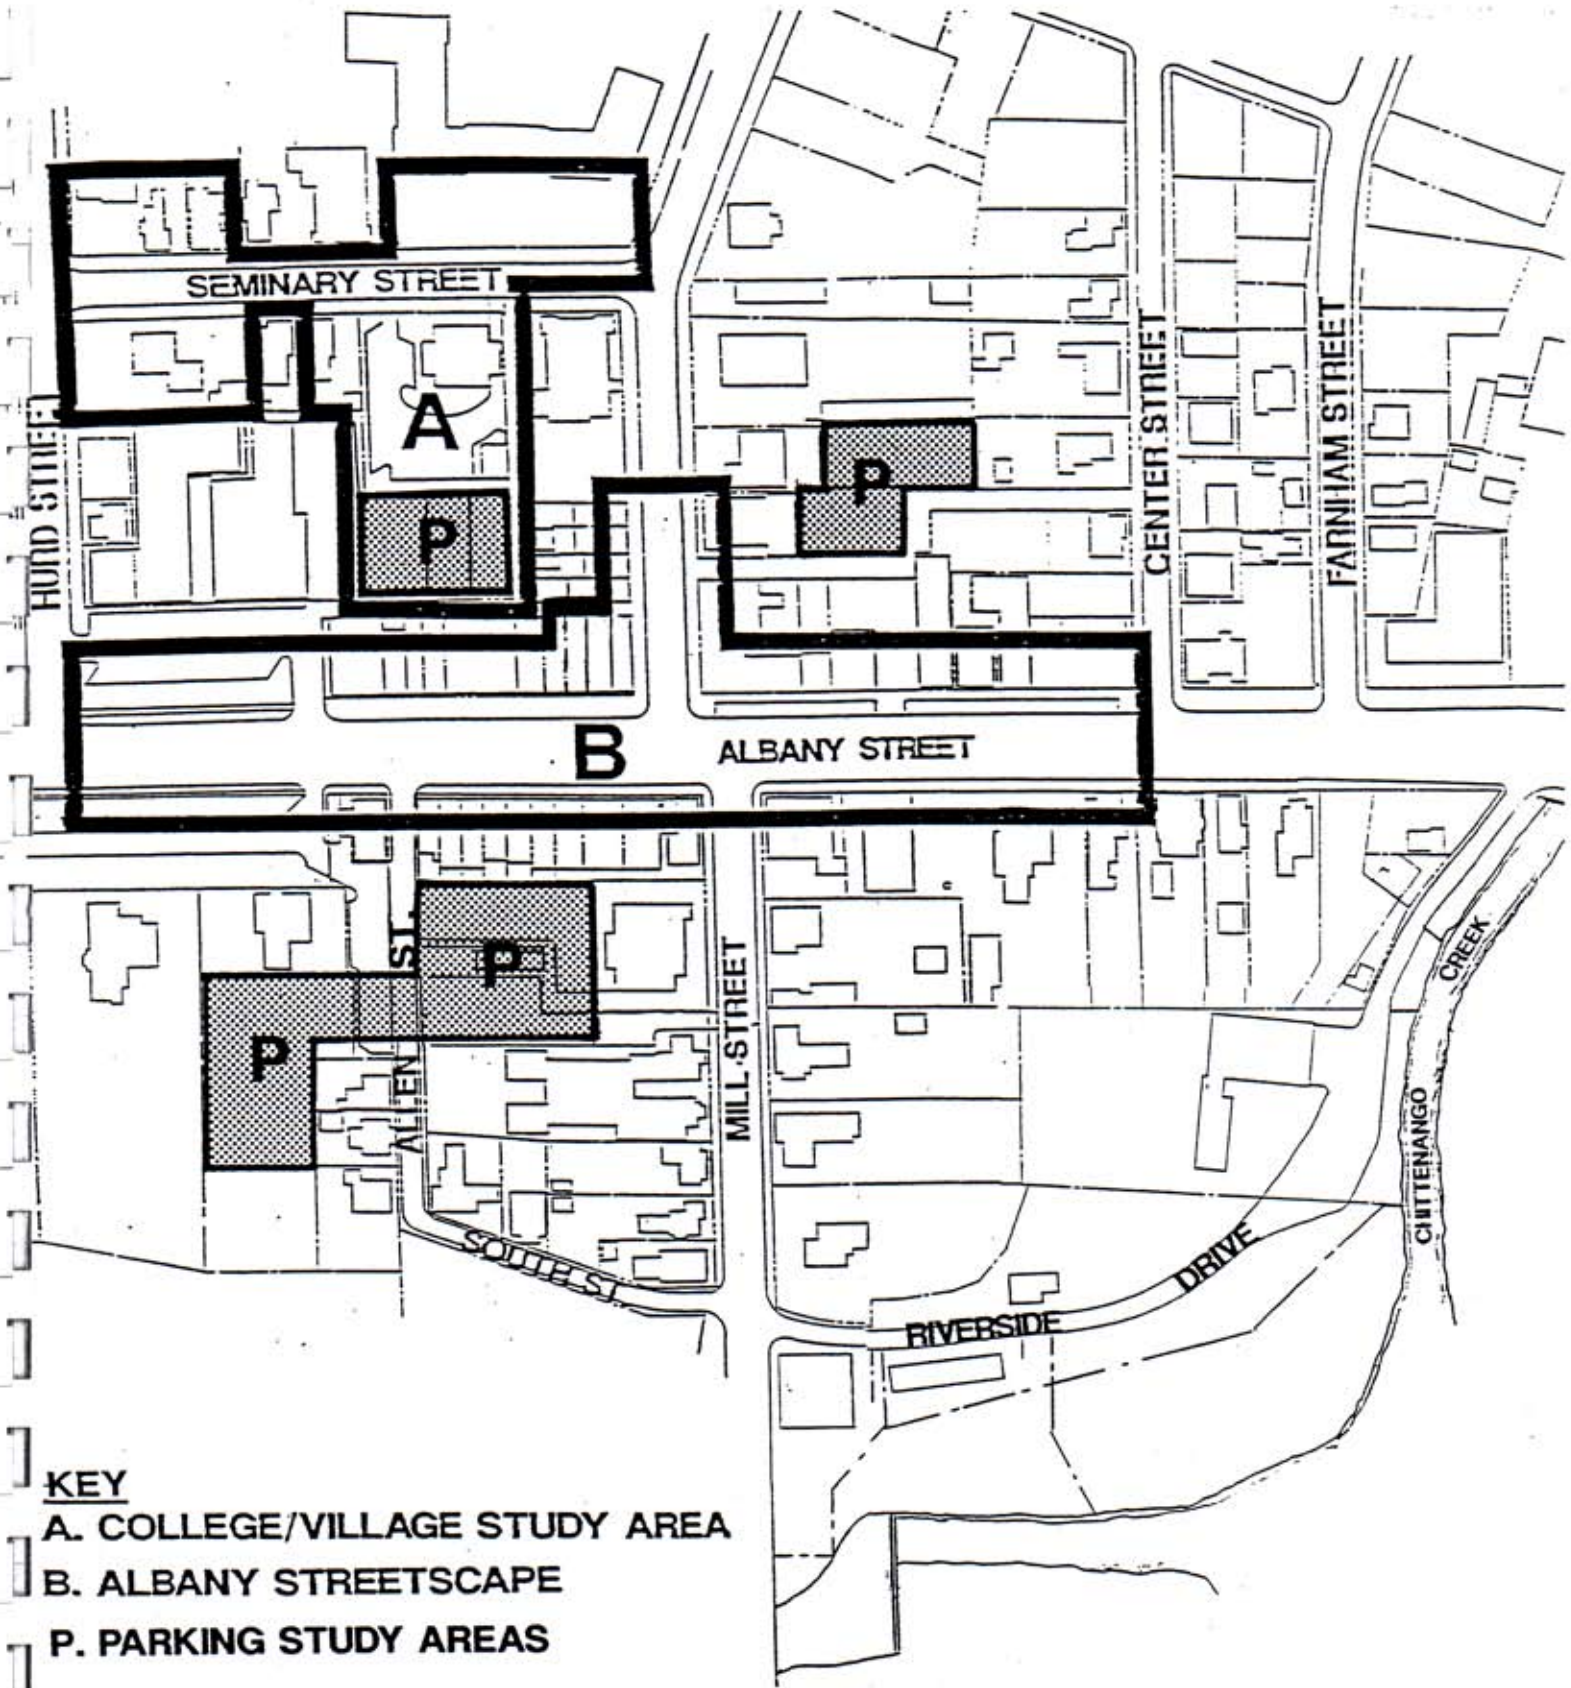 SEMINARY STREET
A
P
P
HURD STREET
CENTER STREET
FARNHAM STREET
B
ALBANY STREET
ALLEN ST.
P
P
MILL STREET
CREEK
CHITTENANGO
SOUTH ST
RIVERSIDE DRIVE
KEY
A. COLLEGE/VILLAGE STUDY AREA
B. ALBANY STREETSCAPE
P. PARKING STUDY AREAS